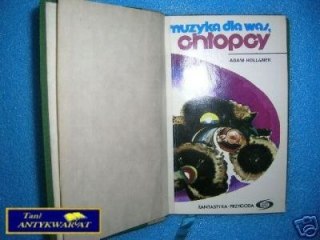 muzyka dla was,
chłopcy
ADAM HOLLANEK
FANTASTYKA-PRZYGODA
Tani
ANTYKWARIAT